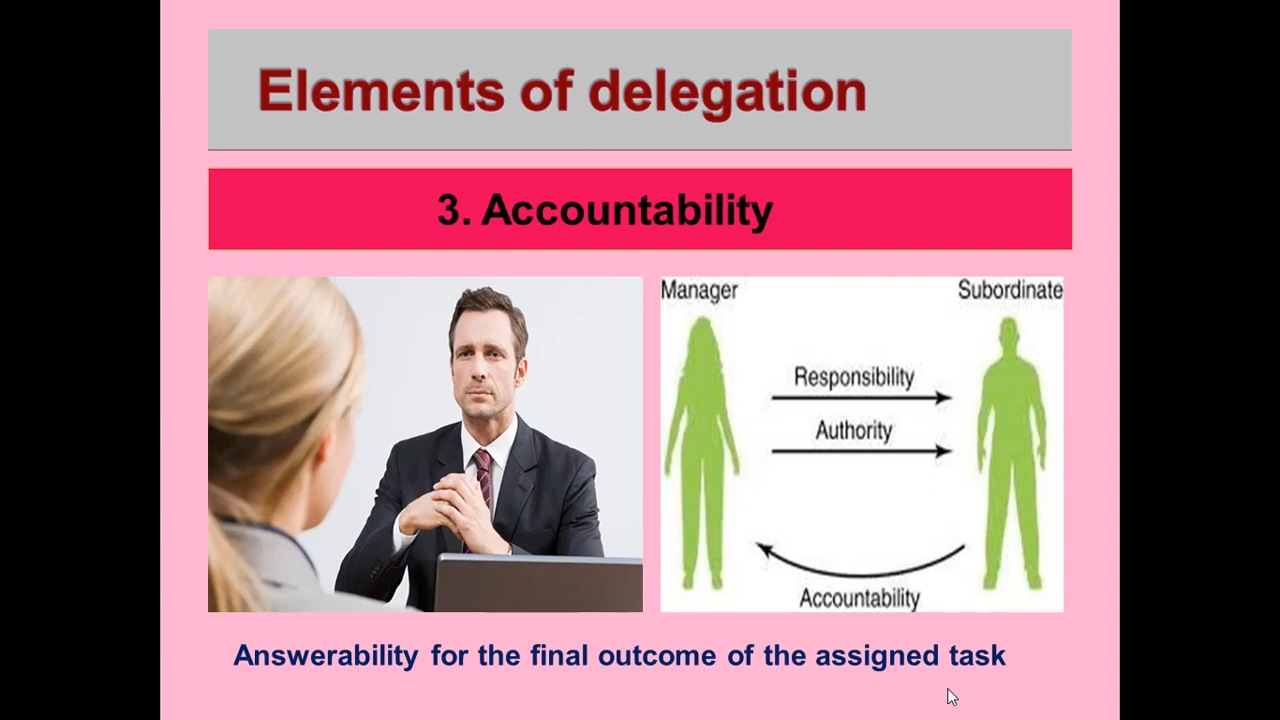 Elements of delegation
3. Accountability
Manager
Subordinate
Responsibility
Authority
Accountability
Answerability for the final outcome of the assigned task